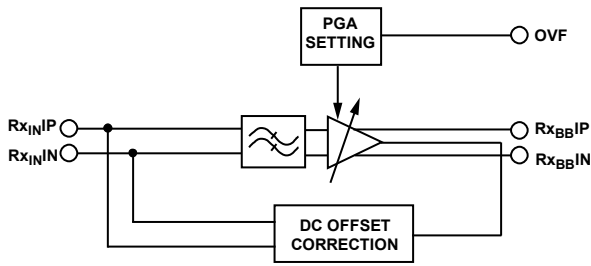 PGA
SETTING
OVF
RxINIP
RxBBIP
RxININ
RxBBIN
DC OFFSET
CORRECTION